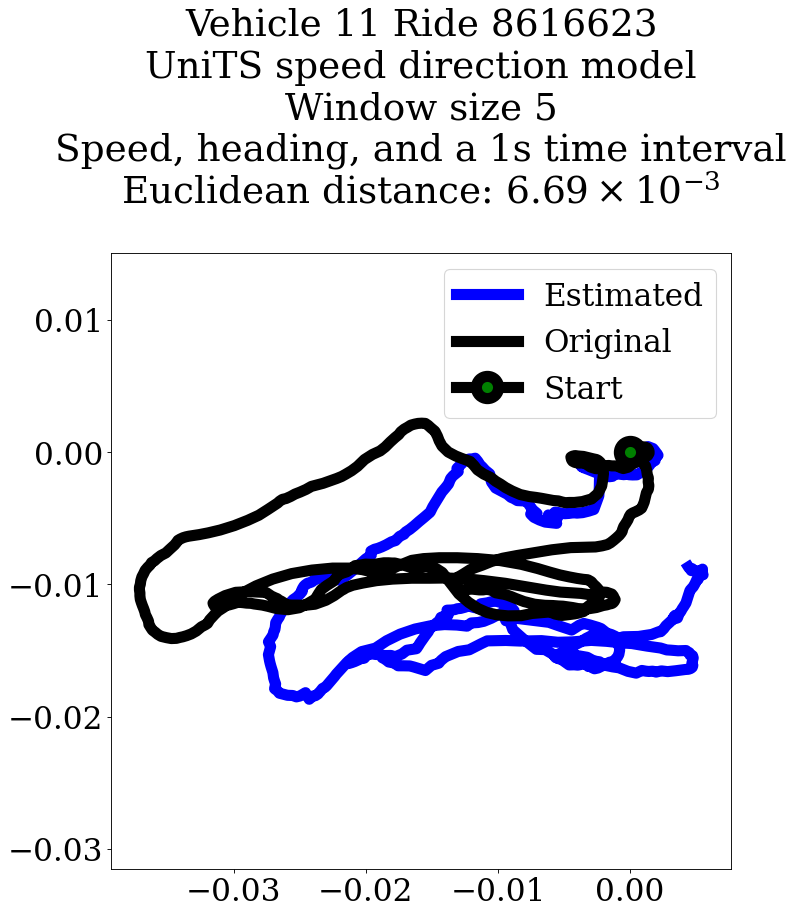 Vehicle 11 Ride 8616623
UniTS speed direction model
Window size 5
Speed, heading, and a 1s time interval
Euclidean distance: 6.69 × 10⁻³
Estimated
Original
Start
0.01
0.00
−0.01
−0.02
−0.03
−0.03 −0.02 −0.01 0.00